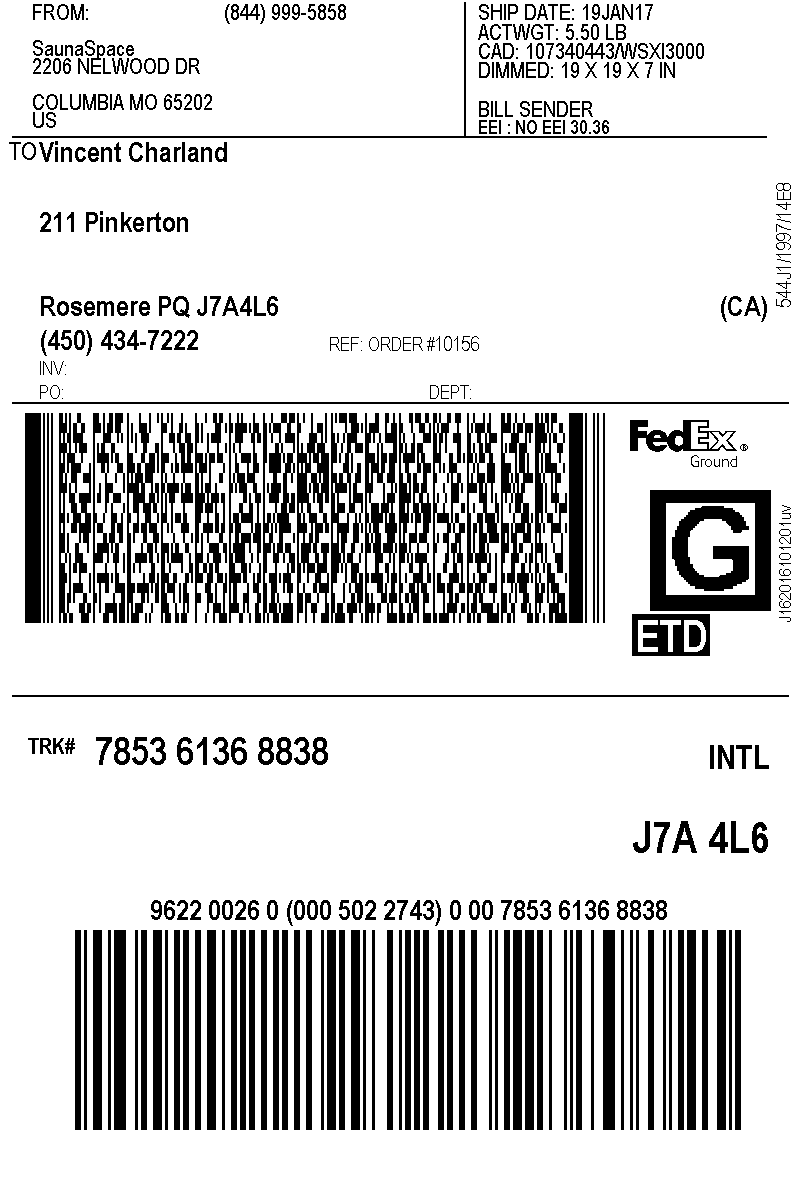 FROM: (844) 999-5858
SaunaSpace
2206 NELWOOD DR
COLUMBIA MO 65202
US
SHIP DATE: 19JAN17
ACTWGT: 5.50 LB
CAD: 107340443/WSXI3000
DIMMED: 19 X 19 X 7 IN
BILL SENDER
EEI : NO EEI 30.36
TO Vincent Charland
211 Pinkerton
Rosemere PQ J7A4L6 (CA)
(450) 434-7222 REF: ORDER #10156
INV:
PO: DEPT:
544J1/1997/14E8
FedEx ®
Ground
G
ETD
J162016101201uv
TRK# 7853 6136 8838 INTL
J7A 4L6
9622 0026 0 (000 502 2743) 0 00 7853 6136 8838